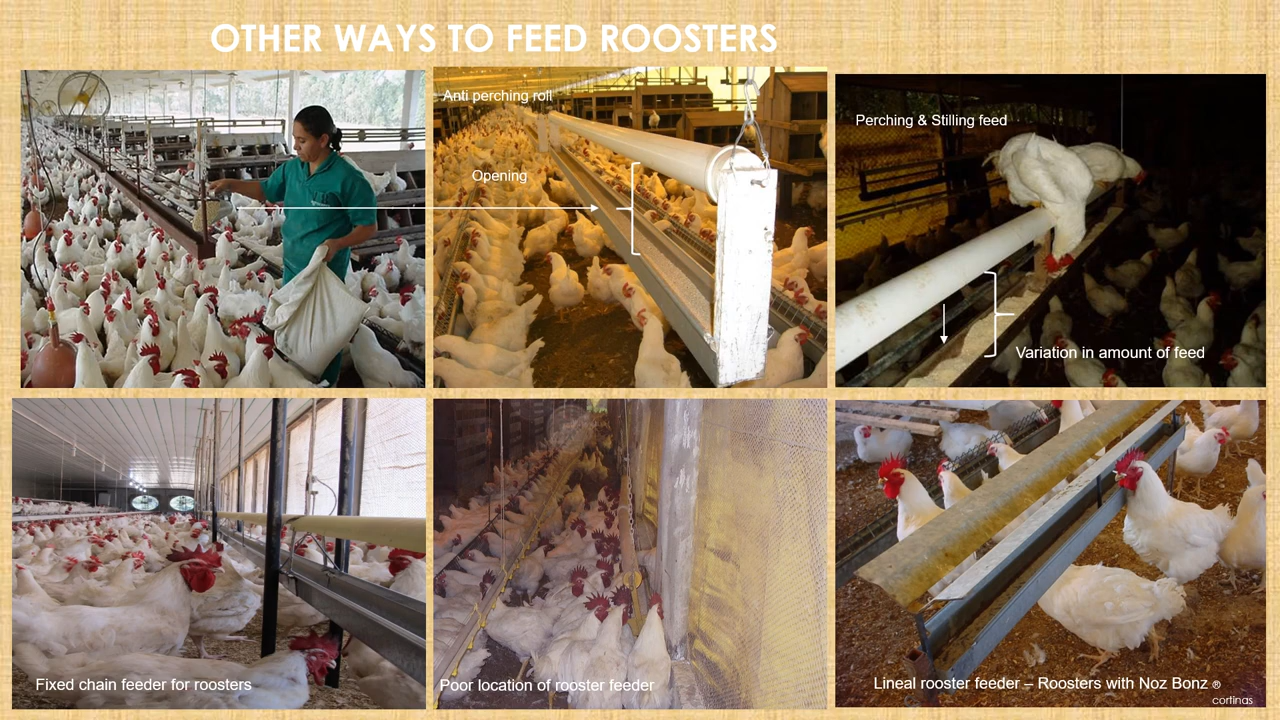 OTHER WAYS TO FEED ROOSTERS
Anti perching roll
Opening
Perching & Stilling feed
Variation in amount of feed
Fixed chain feeder for roosters
Poor location of rooster feeder
Lineal rooster feeder – Roosters with Noz Bonz ®
cortinas